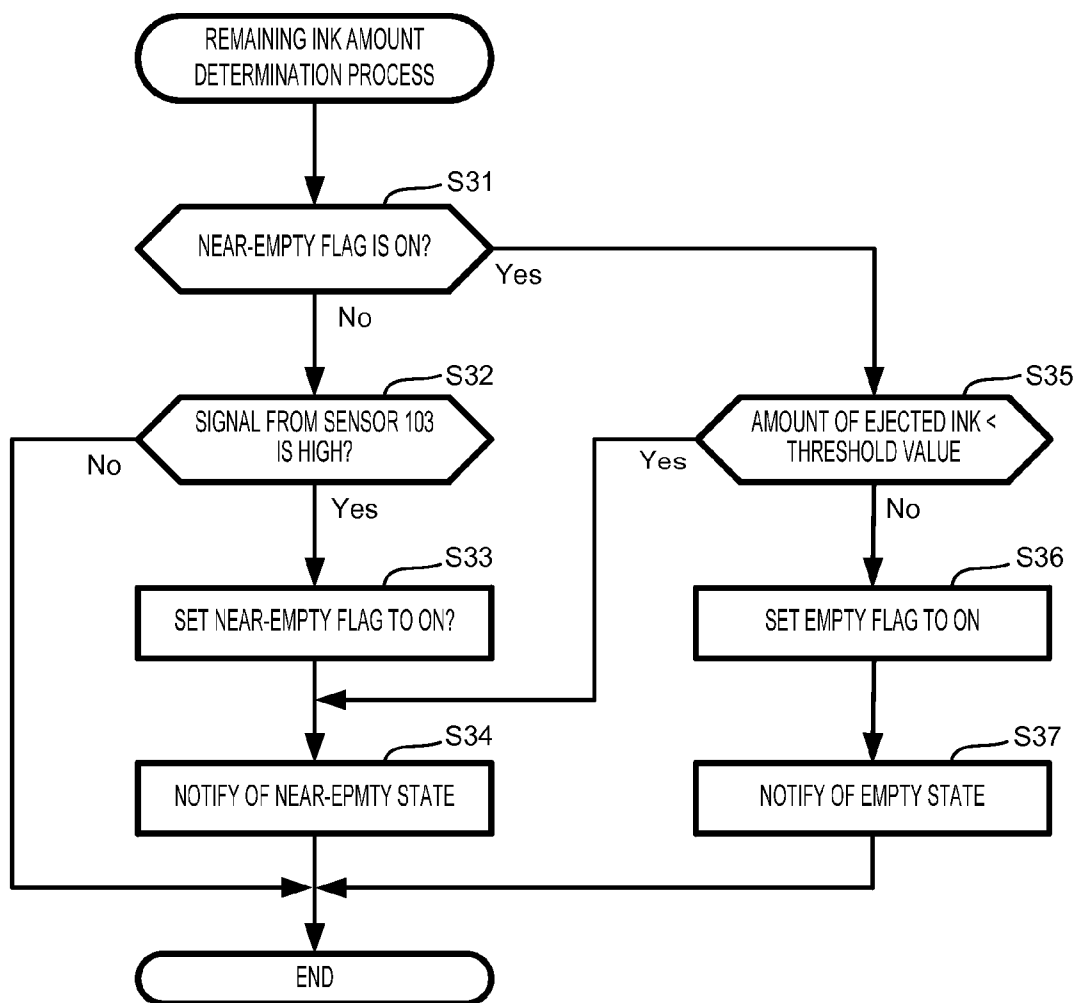 REMAINING INK AMOUNT
DETERMINATION PROCESS
S31
NEAR-EMPTY FLAG IS ON?
Yes
No
S32
SIGNAL FROM SENSOR 103
IS HIGH?
No
Yes
S35
AMOUNT OF EJECTED INK <
THRESHOLD VALUE
Yes
No
S33
SET NEAR-EMPTY FLAG TO ON?
S36
SET EMPTY FLAG TO ON
S34
NOTIFY OF NEAR-EPMTY STATE
S37
NOTIFY OF EMPTY STATE
END